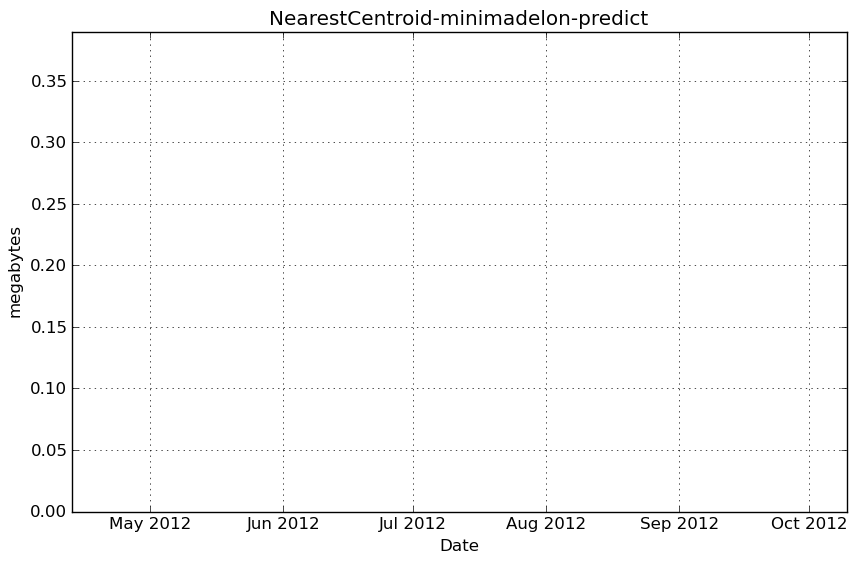 NearestCentroid-minimadelon-predict
0.35
0.30
0.25
0.20
0.15
0.10
0.05
0.00
megabytes
May 2012 Jun 2012 Jul 2012 Aug 2012 Sep 2012 Oct 2012
Date